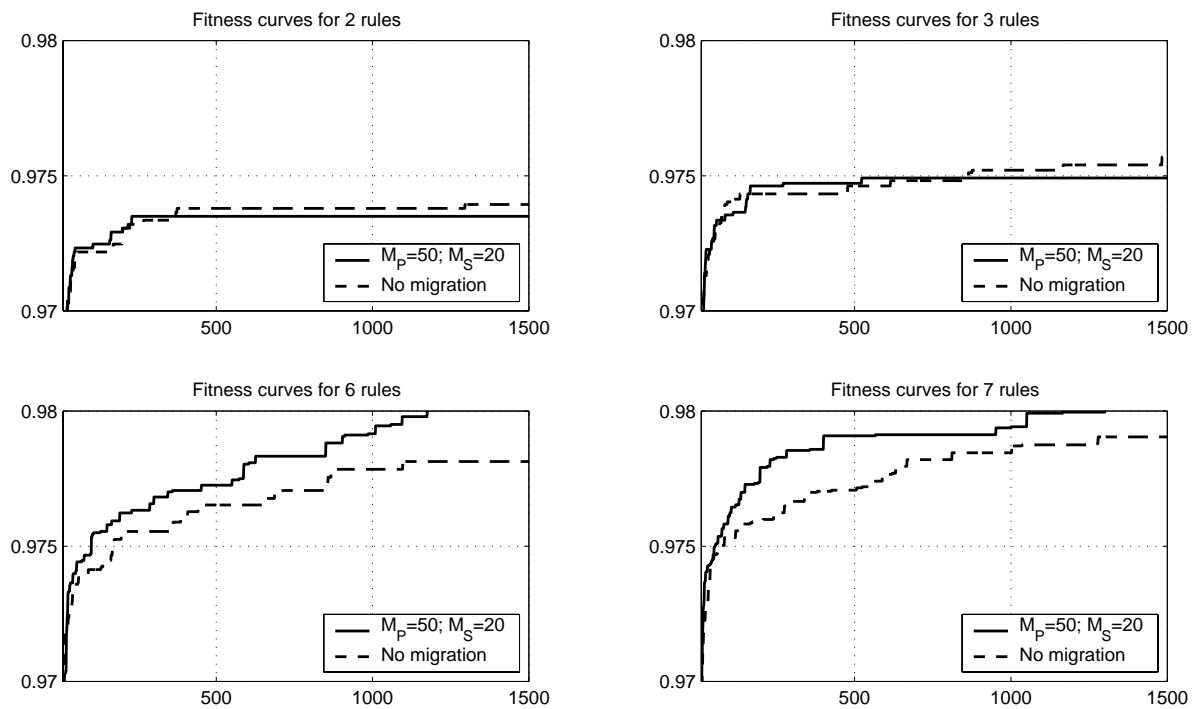 Fitness curves for 2 rules
0.98
0.975
0.97
500
1000
1500
M_P=50; M_S=20
No migration
Fitness curves for 3 rules
0.98
0.975
0.97
500
1000
1500
M_P=50; M_S=20
No migration
Fitness curves for 6 rules
0.98
0.975
0.97
500
1000
1500
M_P=50; M_S=20
No migration
Fitness curves for 7 rules
0.98
0.975
0.97
500
1000
1500
M_P=50; M_S=20
No migration